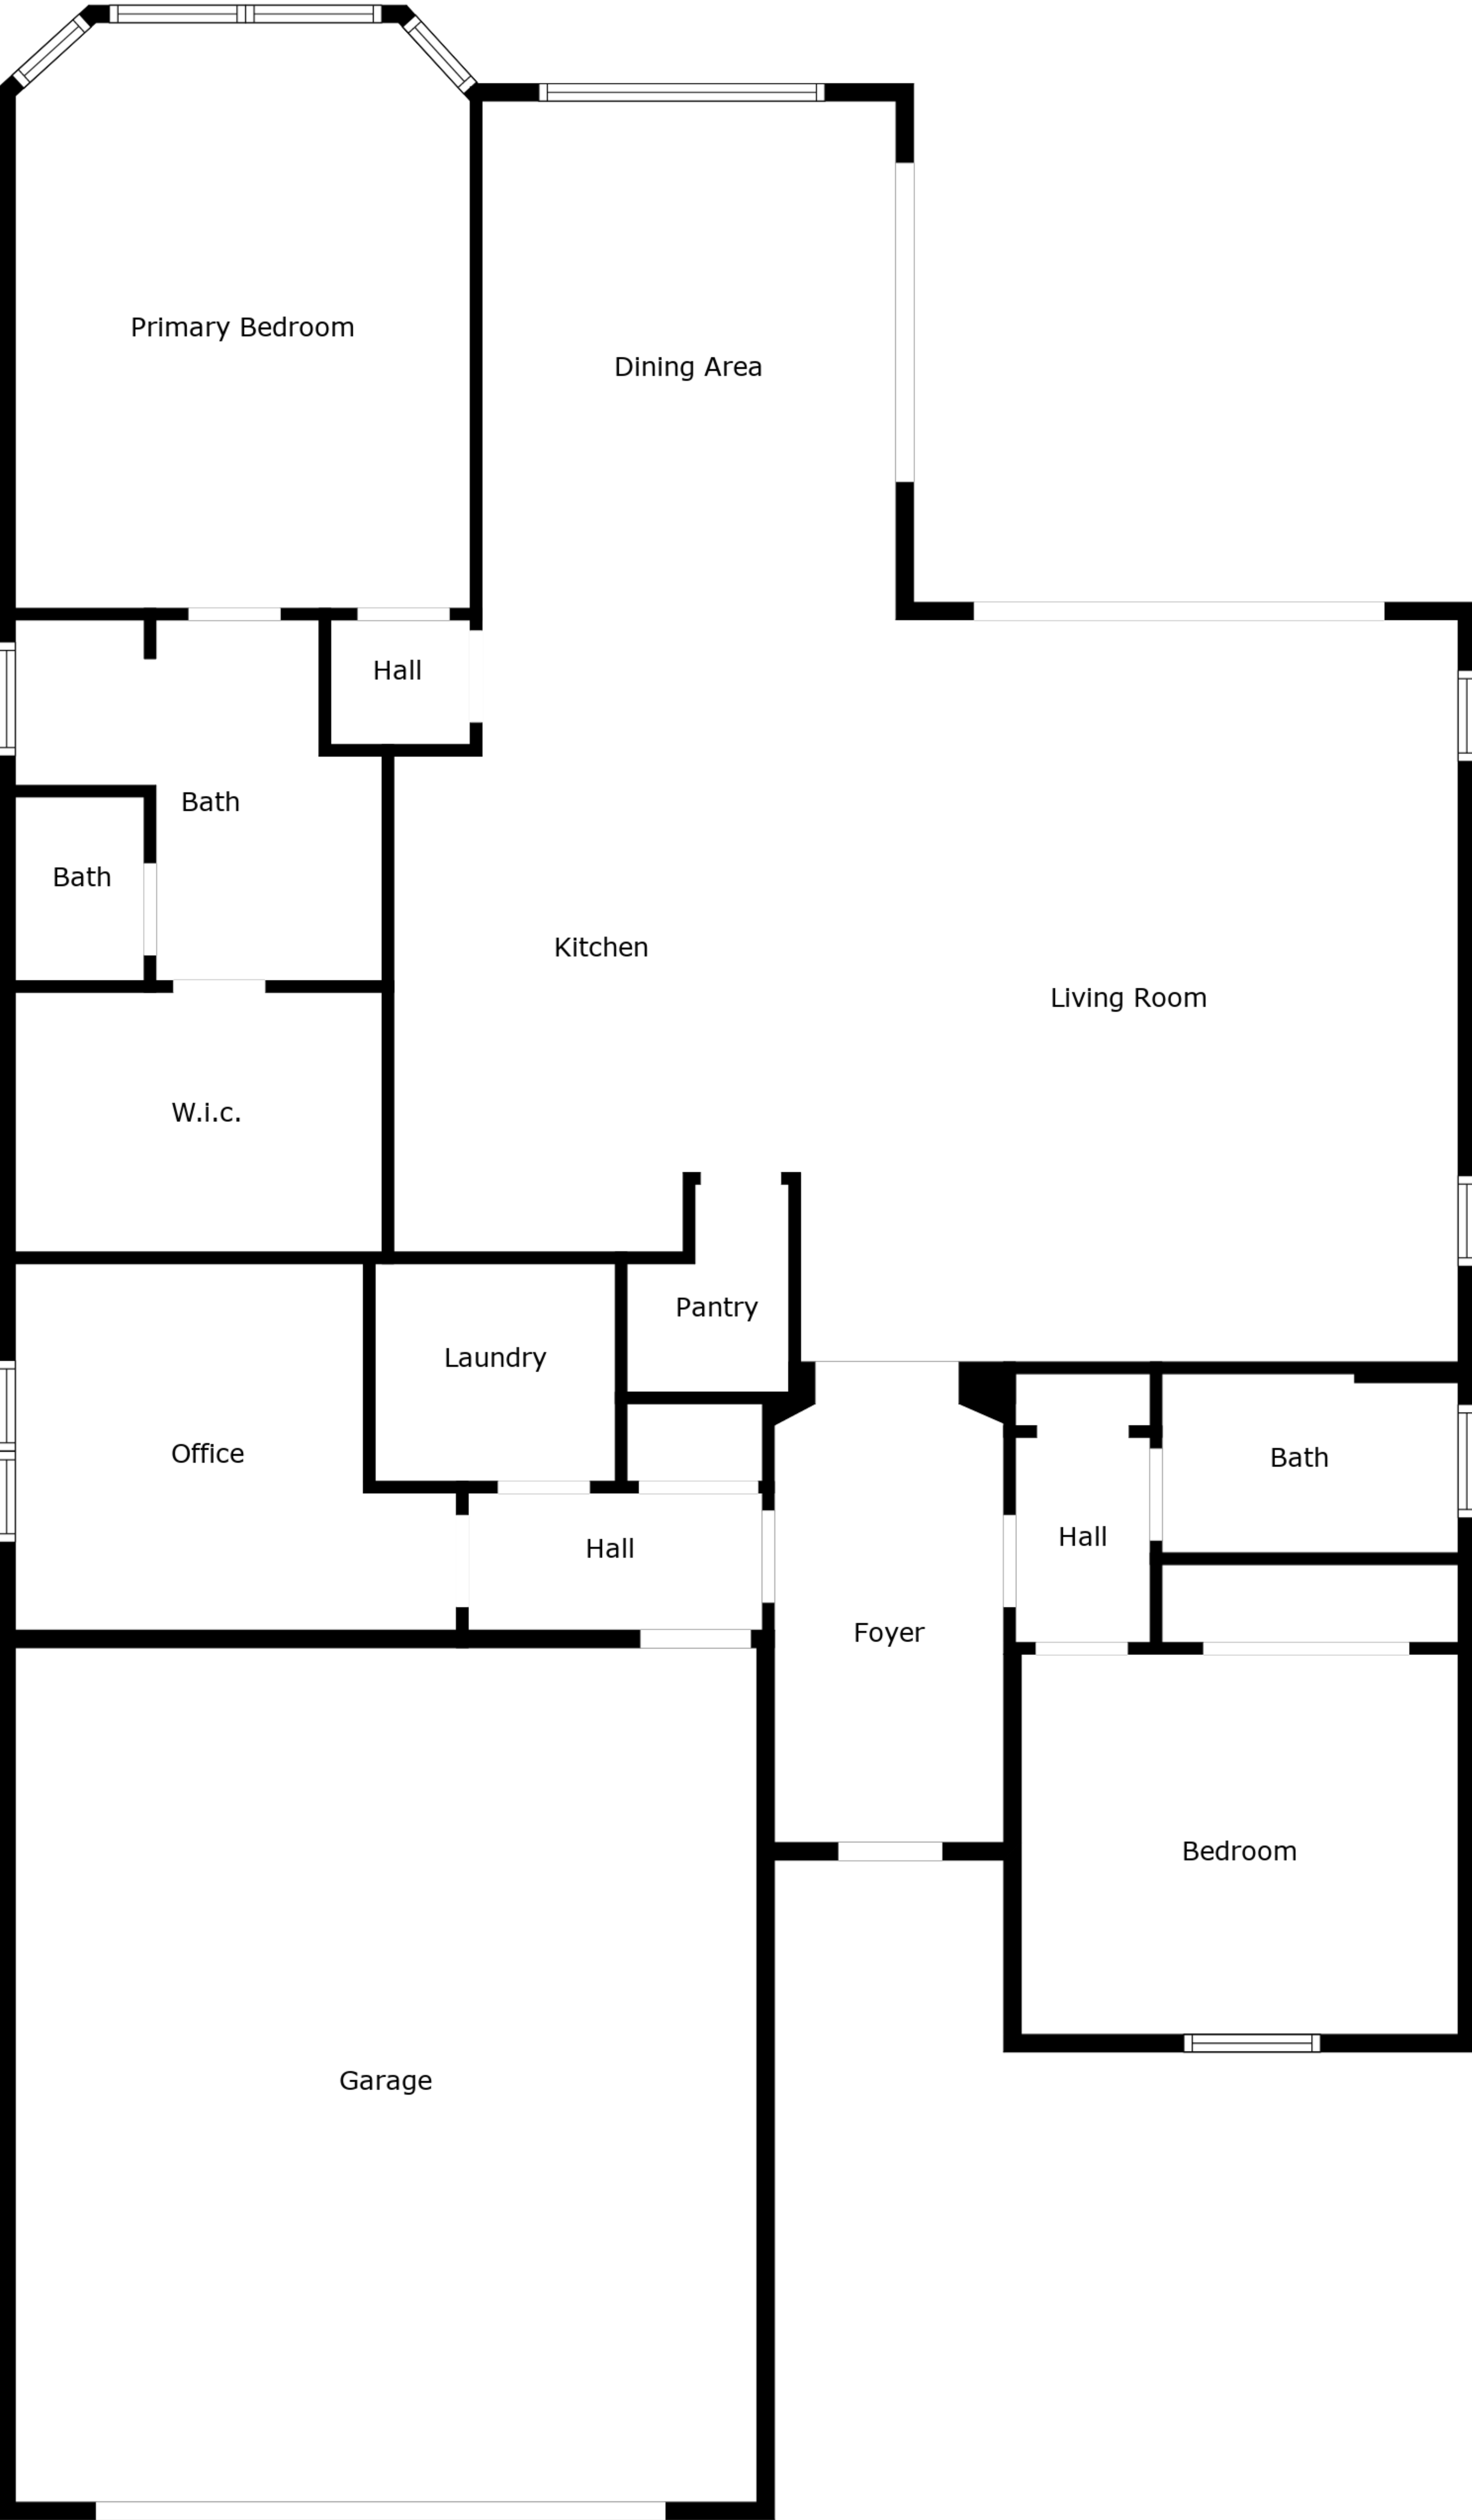 Primary Bedroom
Dining Area
Hall
Bath
Bath
Kitchen
Living Room
W.i.c.
Pantry
Laundry
Office
Bath
Hall
Hall
Foyer
Bedroom
Garage